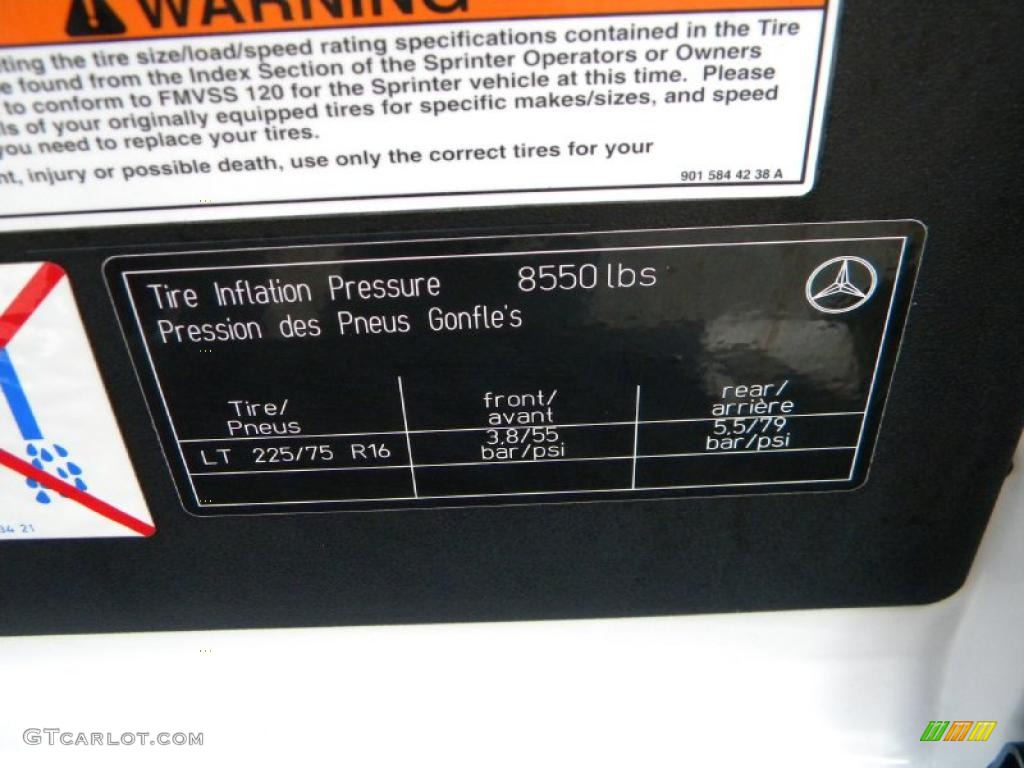 WARNING
ting the tire size/load/speed rating specifications contained in the Tire
e found from the Index Section of the Sprinter Operators or Owners
to conform to FMVSS 120 for the Sprinter vehicle at this time. Please
ls of your originally equipped tires for specific makes/sizes, and speed
you need to replace your tires.
nt, injury or possible death, use only the correct tires for your
901 584 42 38 A
Tire Inflation Pressure 8550 lbs
Pression des Pneus Gonfle's
Tire/
Pneus
front/
avant
rear/
arrière
LT 225/75 R16
3,8/55
bar/psi
5,5/79
bar/psi
84 21
GTCARLOT.COM